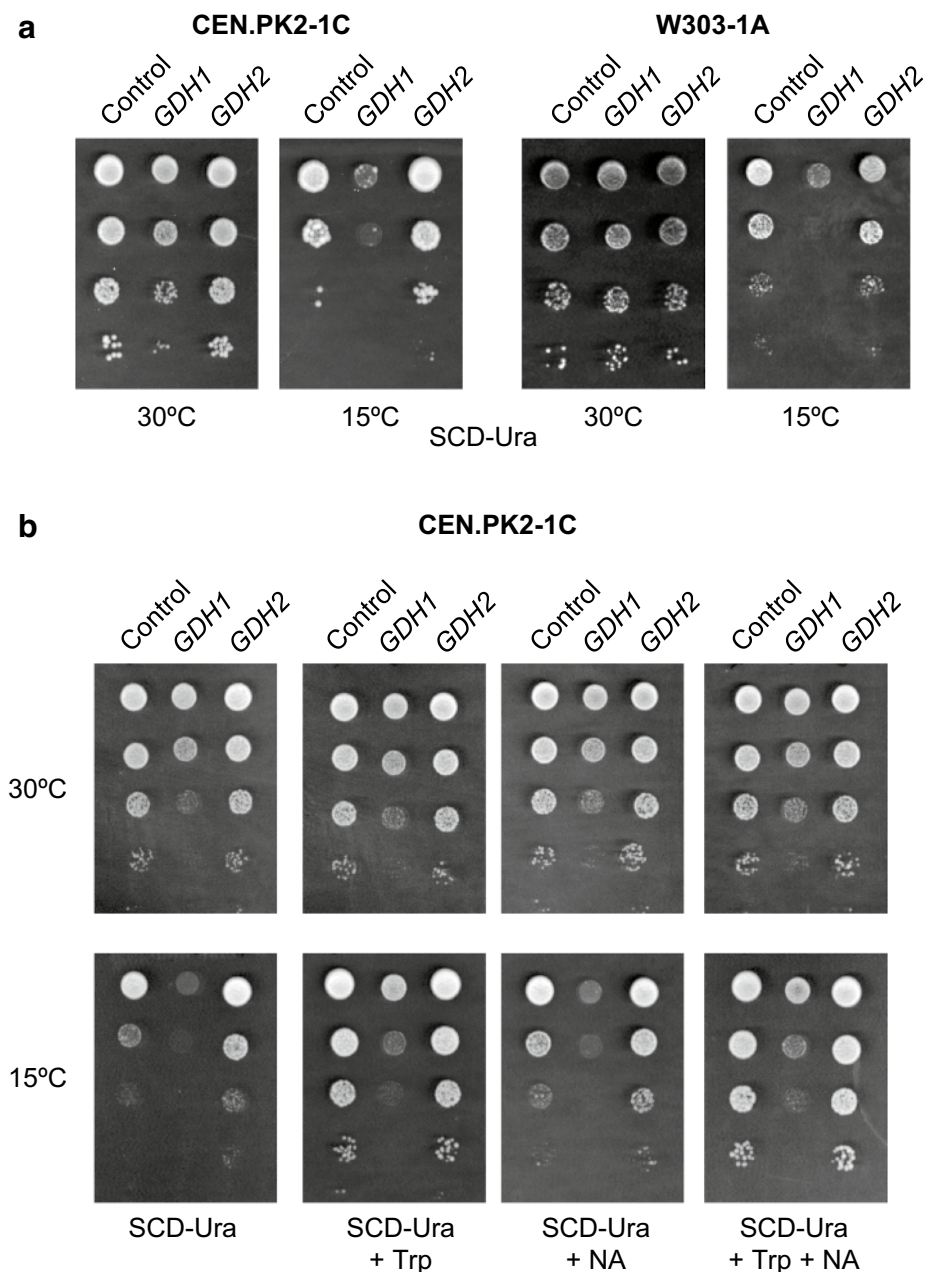 a
CEN.PK2-1C
W303-1A
Control GDH1 GDH2
Control GDH1 GDH2
Control GDH1 GDH2
Control GDH1 GDH2
30ºC
15ºC
30ºC
15ºC
SCD-Ura
b
CEN.PK2-1C
Control GDH1 GDH2
Control GDH1 GDH2
Control GDH1 GDH2
Control GDH1 GDH2
30ºC
15ºC
SCD-Ura
SCD-Ura
+ Trp
SCD-Ura
+ NA
SCD-Ura
+ Trp + NA